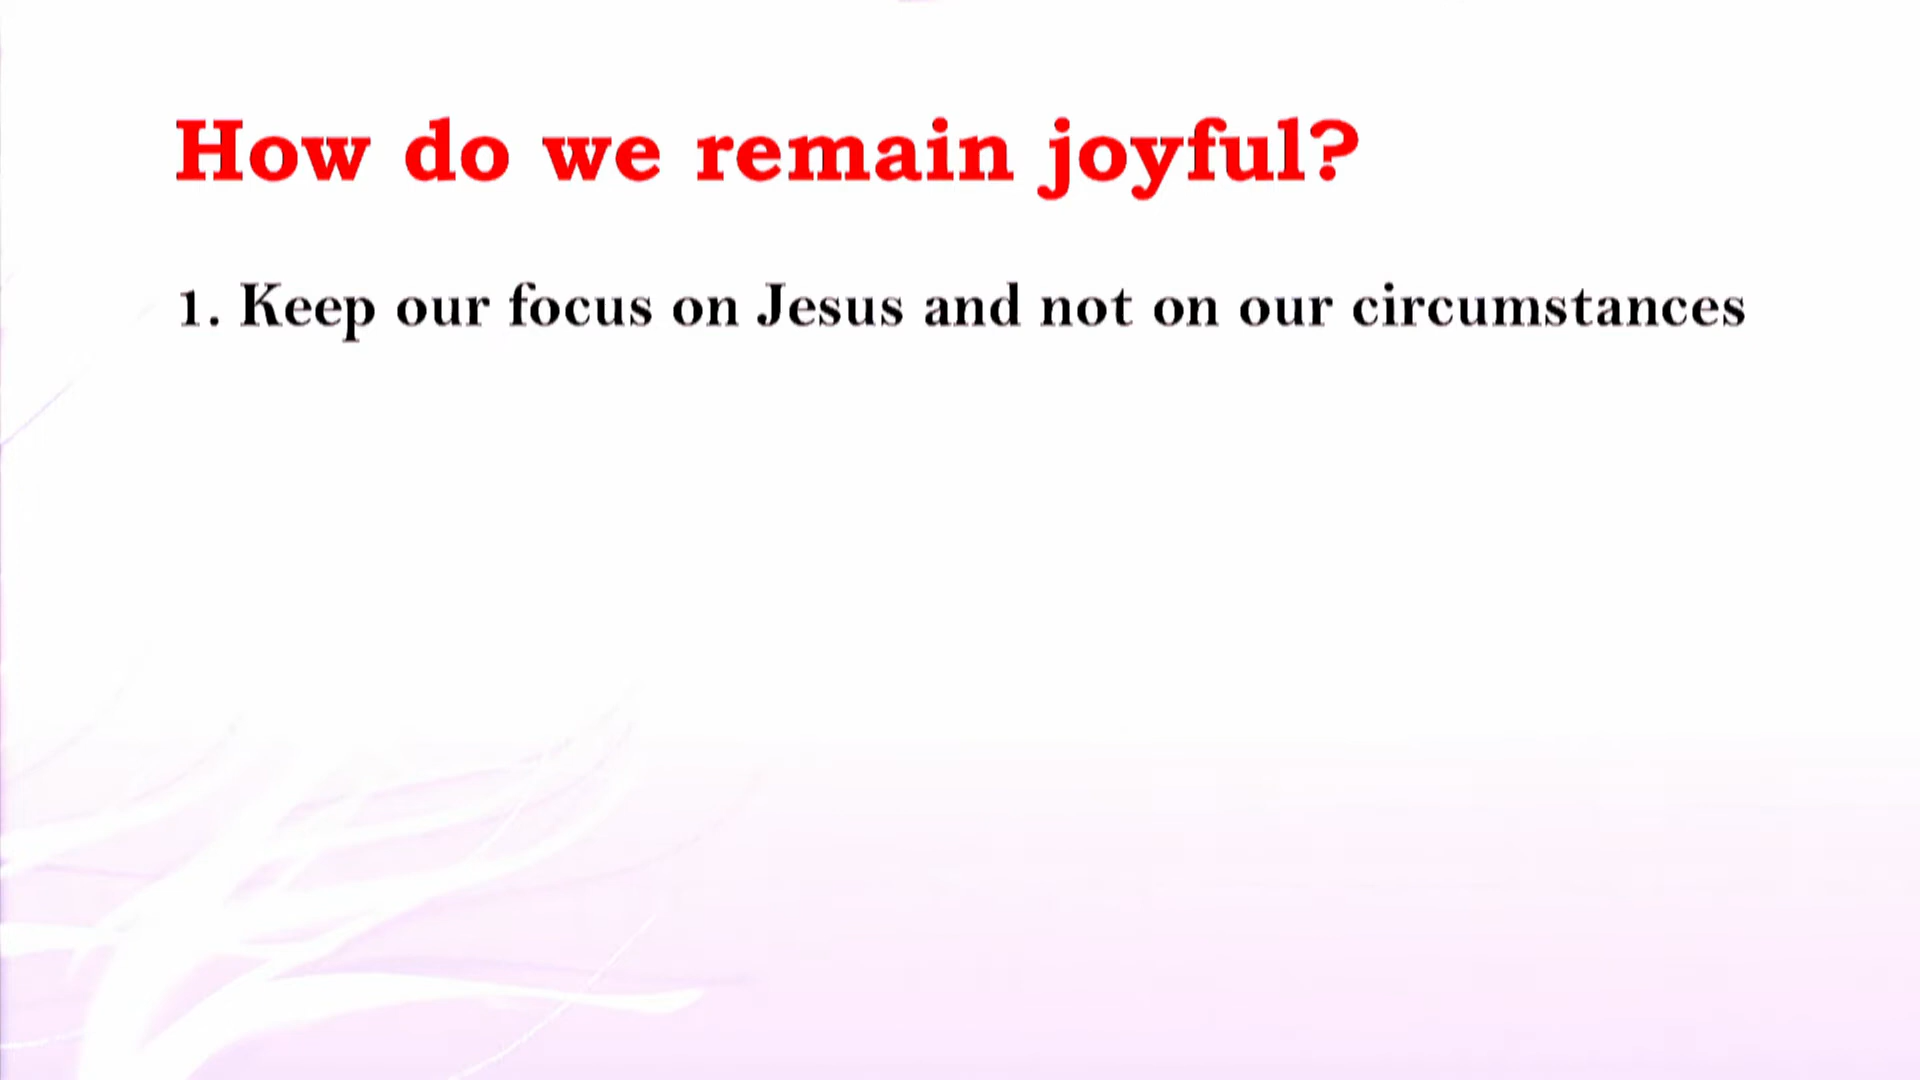 How do we remain joyful?
1. Keep our focus on Jesus and not on our circumstances